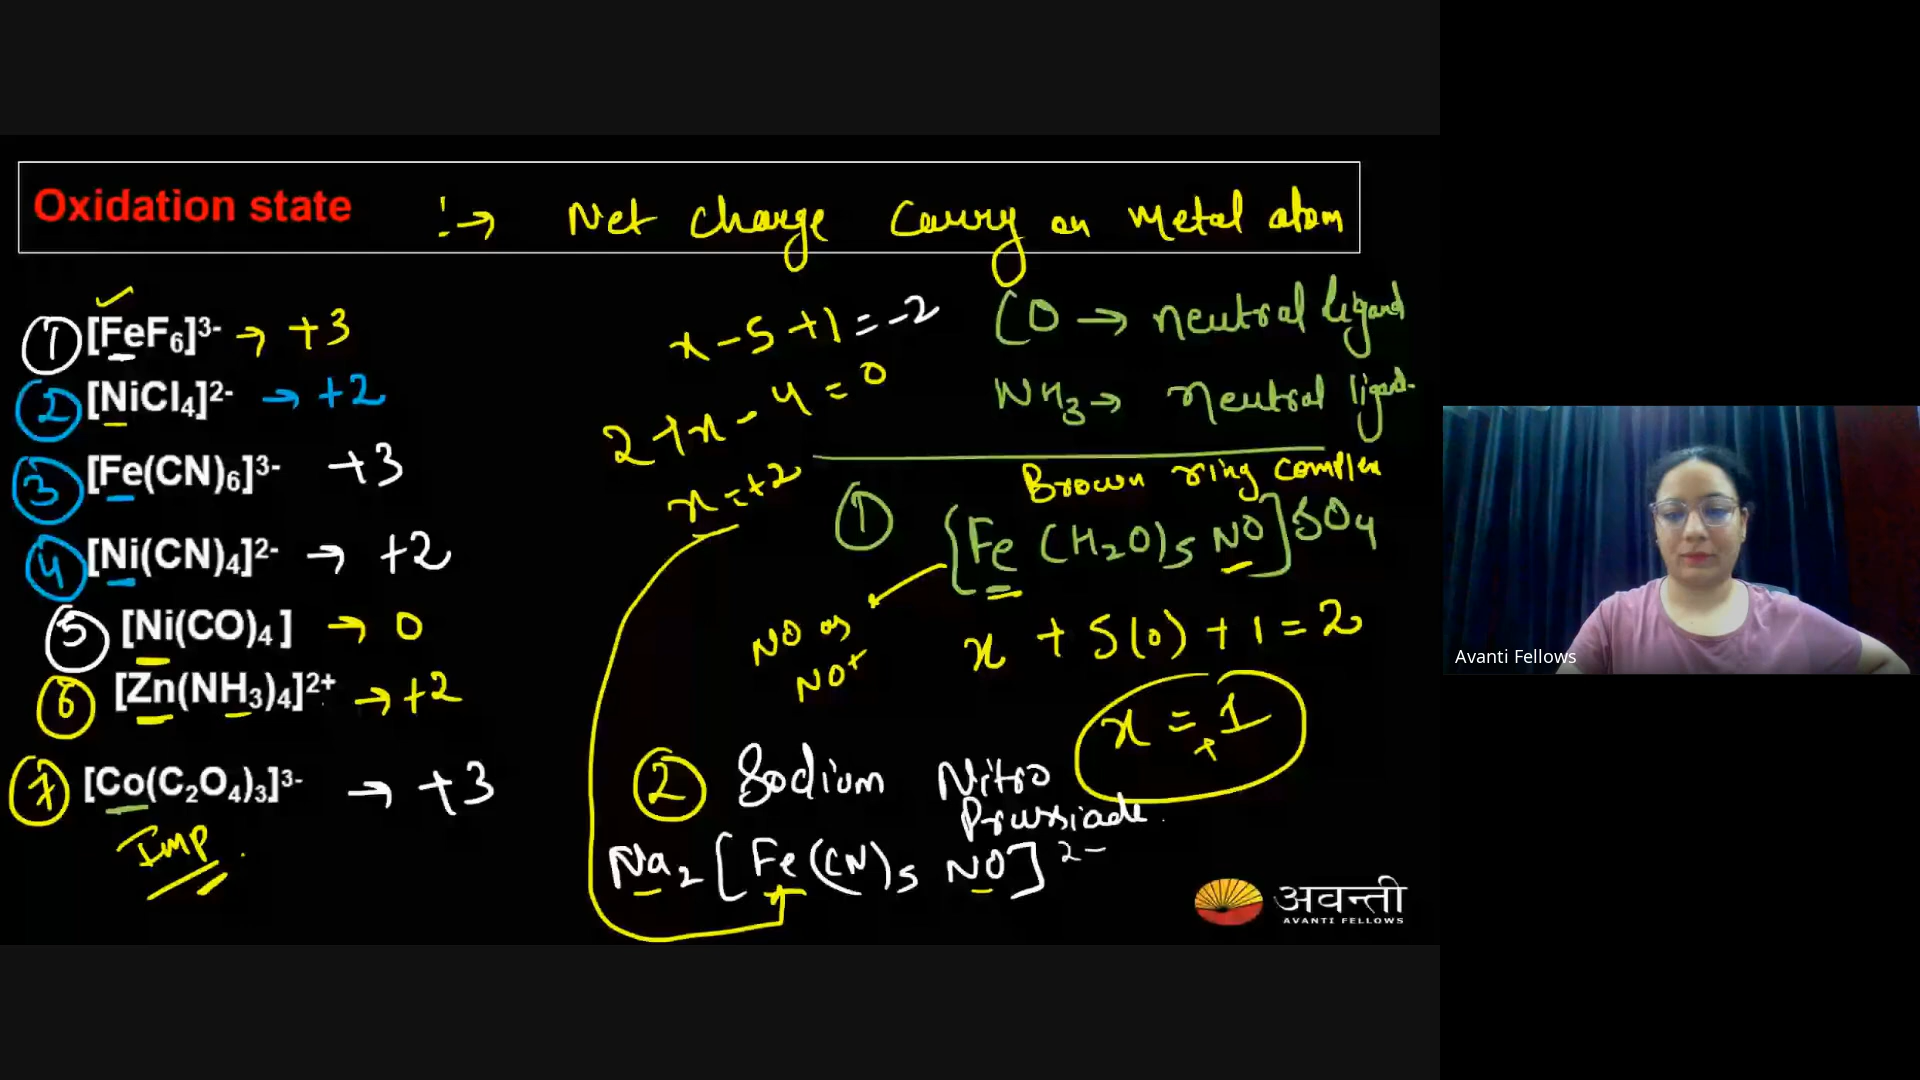 Oxidation state :→ Net charge Carry on metal atom
① [FeF₆]³⁻ → +3
② [NiCl₄]²⁻ → +2
③ [Fe(CN)₆]³⁻ +3
④ [Ni(CN)₄]²⁻ → +2
⑤ [Ni(CO)₄] → 0
⑥ [Zn(NH₃)₄]²⁺ → +2
⑦ [Co(C₂O₄)₃]³⁻ → +3
Imp.
x - 5 + 1 = -2
2 + x - 4 = 0
x = +2
CO → neutral ligand
NH₃ → neutral ligand.
Brown ring complex
① [Fe (H₂O)₅ NO] SO₄
NO as
NO⁺
x + 5(0) + 1 = 2
x = +1
② Sodium Nitro
Prussiade.
Na₂ [Fe(CN)₅ NO]²⁻
अवन्ती
AVANTI FELLOWS
Avanti Fellows